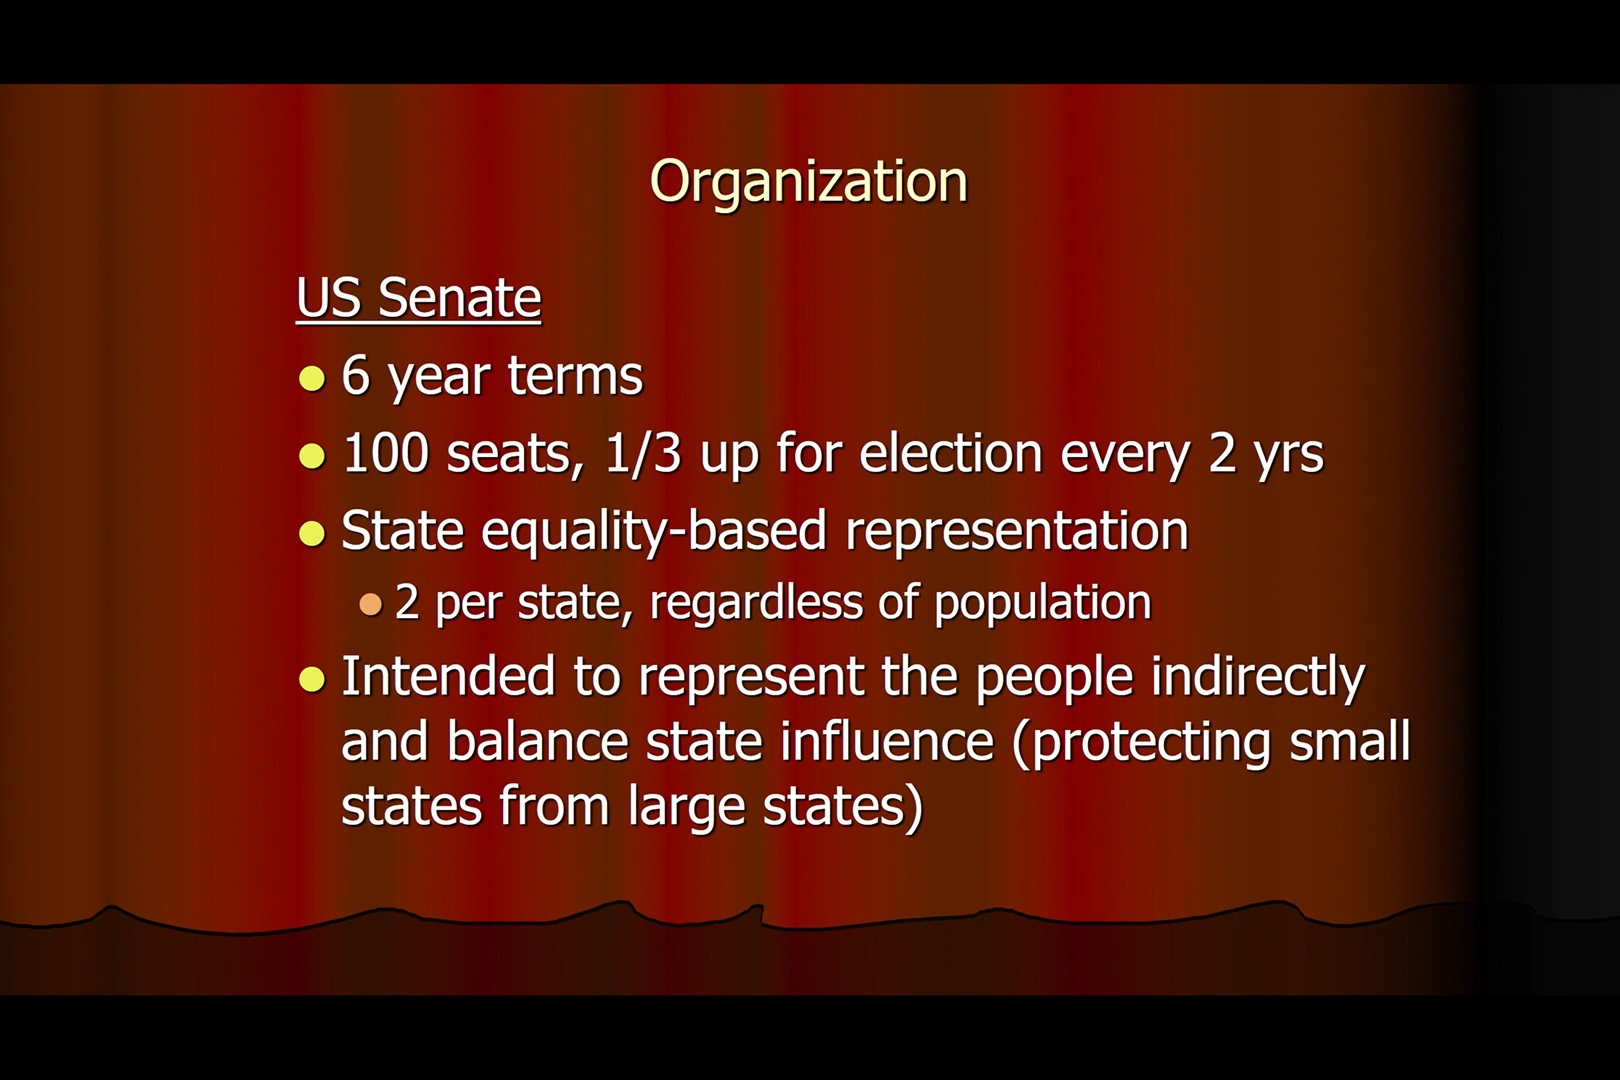 Organization
US Senate
6 year terms
100 seats, 1/3 up for election every 2 yrs
State equality-based representation
2 per state, regardless of population
Intended to represent the people indirectly
and balance state influence (protecting small
states from large states)